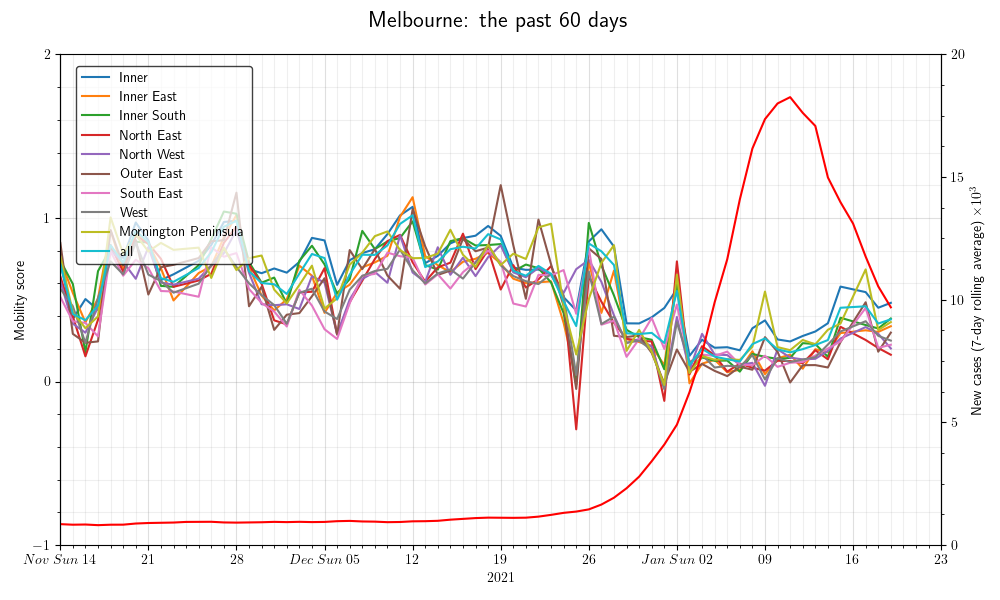 Melbourne: the past 60 days
2
1
0
−1
Mobility score
20
15
10
5
0
New cases (7-day rolling average) ×10³
Inner
Inner East
Inner South
North East
North West
Outer East
South East
West
Mornington Peninsula
all
Nov Sun 14
21
28
Dec Sun 05
12
19
26
Jan Sun 02
09
16
23
2021